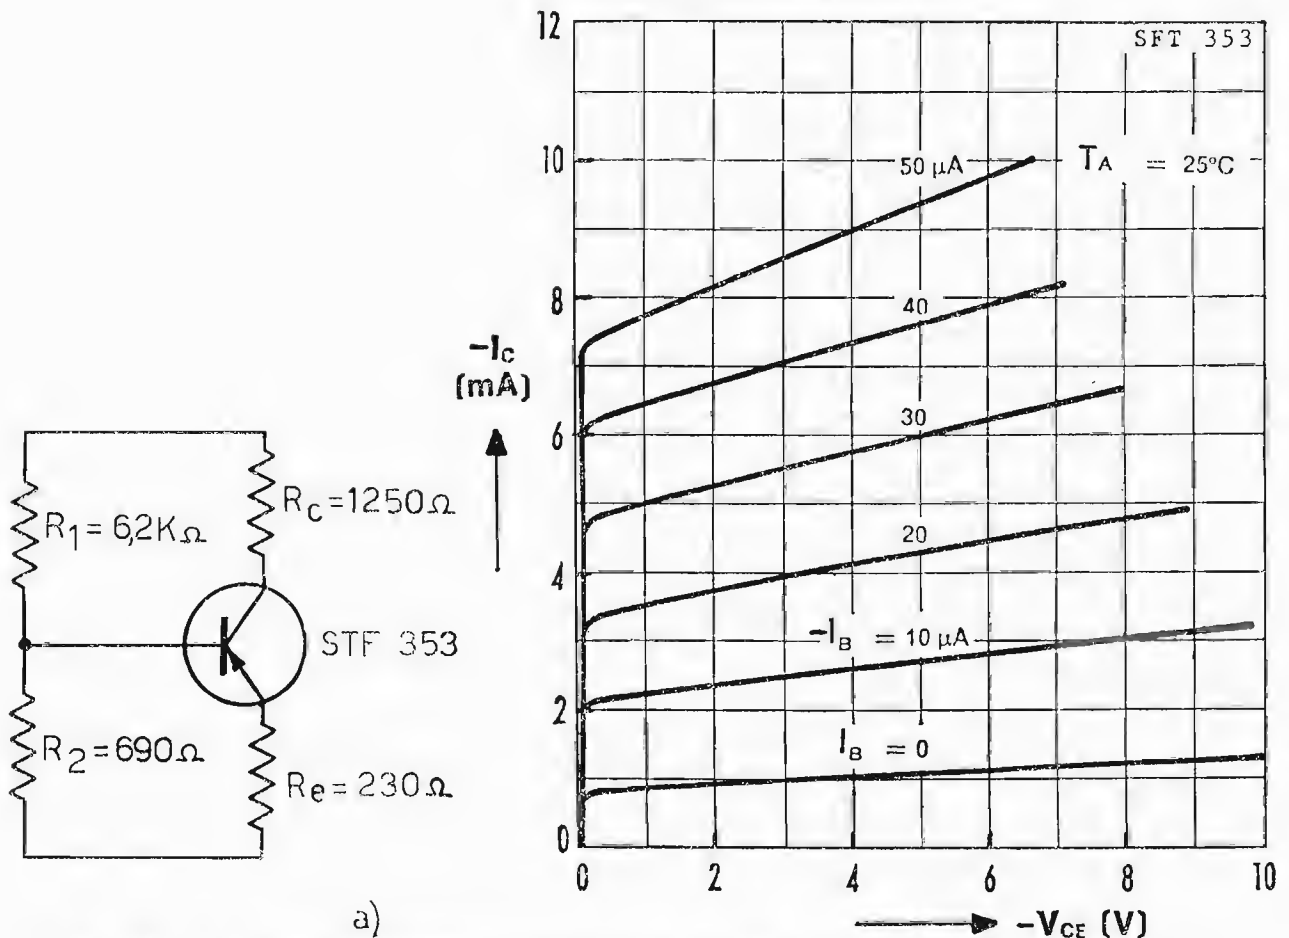 R1 = 6,2KΩ
RC = 1250Ω
STF 353
R2 = 690Ω
Re = 230Ω
a)
SFT 353
TA = 25°C
50 µA
40
30
20
-IB = 10 µA
IB = 0
-IC
(mA)
12
10
8
6
4
2
0
0 2 4 6 8 10
-VCE (V)